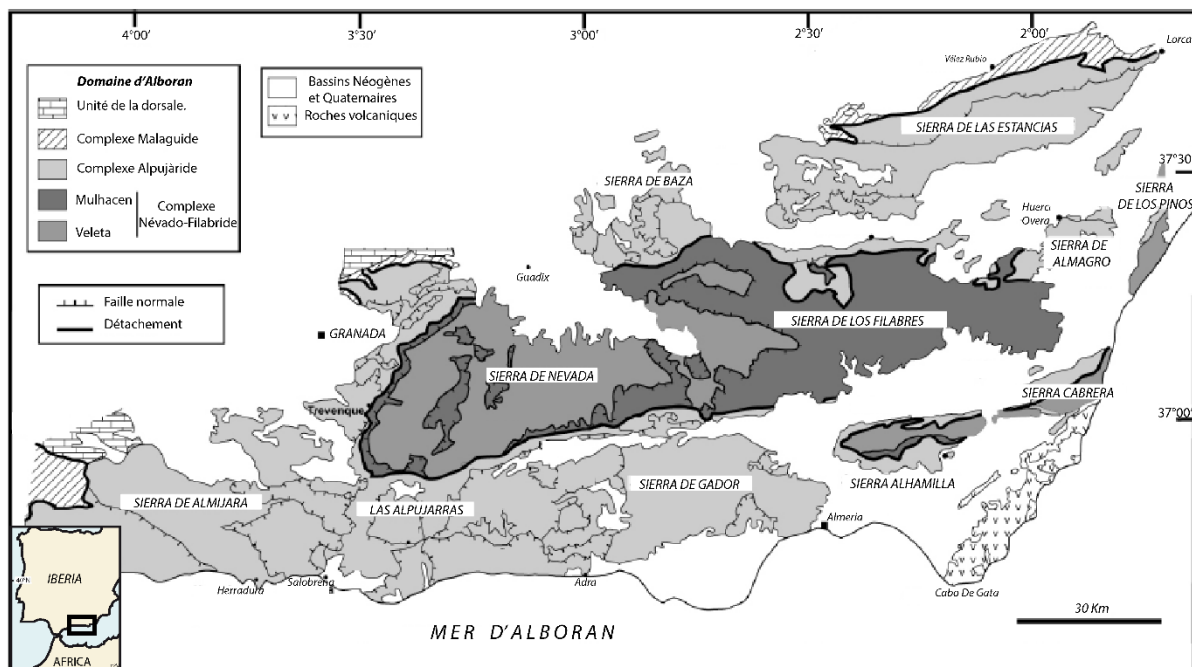 4°00'
3°30'
3°00'
2°30'
2°00'
Domaine d'Alboran
Unité de la dorsale.
Complexe Malaguide
Complexe Alpujàride
Mulhacen
Veleta
Complexe
Névado-Filabride
Bassins Néogènes
et Quaternaires
Roches volcaniques
Faille normale
Détachement
Lorca
Vélez Rubio
SIERRA DE LAS ESTANCIAS
37°30'
SIERRA DE BAZA
SIERRA
DE LOS PINOS
Huerca
Overa
SIERRA DE
ALMAGRO
Guadix
GRANADA
SIERRA DE LOS FILABRES
SIERRA DE NEVADA
SIERRA CABRERA
Trevenque
37°00'
SIERRA ALHAMILLA
SIERRA DE GADOR
SIERRA DE ALMIJARA
LAS ALPUJARRAS
Almeria
IBERIA
AFRICA
Herradura
Salobreña
Adra
Cabo De Gata
30 Km
MER D'ALBORAN